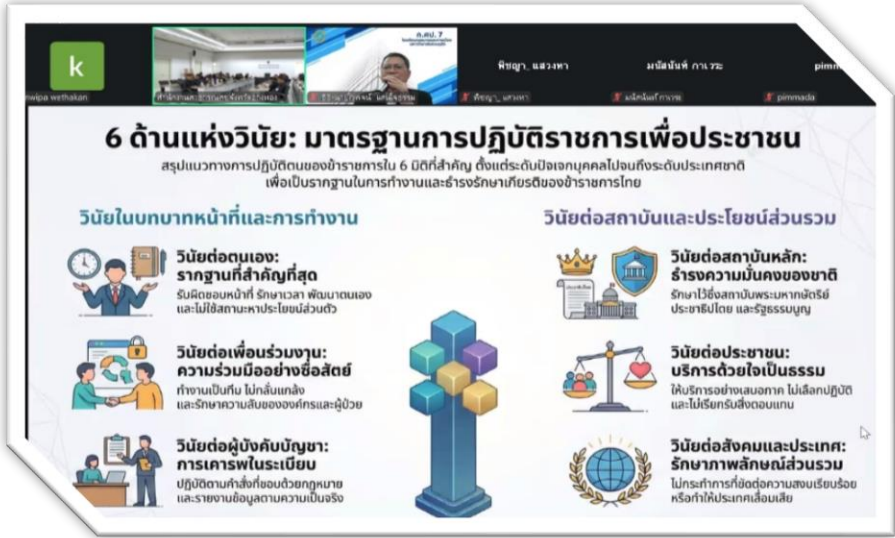 k
ก.ศป. 7
พิชญา, แสวงหา
มนัสนันท์ กาเวระ
pimm
nwipa wethakan
พิชญา_ แสวงหา
มนัสนันท์ กาเวระ
pimmada
6 ด้านแห่งวินัย: มาตรฐานการปฏิบัติราชการเพื่อประชาชน
สรุปแนวทางการปฏิบัติตนของข้าราชการใน 6 มิติที่สำคัญ ตั้งแต่ระดับปัจเจกบุคคลไปจนถึงระดับประเทศชาติ
เพื่อเป็นรากฐานในการทำงานและธำรงรักษาเกียรติของข้าราชการไทย
วินัยในบทบาทหน้าที่และการทำงาน
วินัยต่อตนเอง:
รากฐานที่สำคัญที่สุด
รับผิดชอบหน้าที่ รักษาเวลา พัฒนาตนเอง
และไม่ใช้สถานะหาประโยชน์ส่วนตัว
วินัยต่อเพื่อนร่วมงาน:
ความร่วมมืออย่างซื่อสัตย์
ทำงานเป็นทีม ไม่กลั่นแกล้ง
และรักษาความลับขององค์กรและผู้ป่วย
วินัยต่อผู้บังคับบัญชา:
การเคารพในระเบียบ
ปฏิบัติตามคำสั่งที่ชอบด้วยกฎหมาย
และรายงานข้อมูลตามความเป็นจริง
วินัยต่อสถาบันและประโยชน์ส่วนรวม
วินัยต่อสถาบันหลัก:
ธำรงความมั่นคงของชาติ
รักษาไว้ซึ่งสถาบันพระมหากษัตริย์
ประชาธิปไตย และรัฐธรรมนูญ
วินัยต่อประชาชน:
บริการด้วยใจเป็นธรรม
ให้บริการอย่างเสมอภาค ไม่เลือกปฏิบัติ
และไม่เรียกรับสิ่งตอบแทน
วินัยต่อสังคมและประเทศ:
รักษาภาพลักษณ์ส่วนรวม
ไม่กระทำการที่ขัดต่อความสงบเรียบร้อย
หรือทำให้ประเทศเสื่อมเสีย